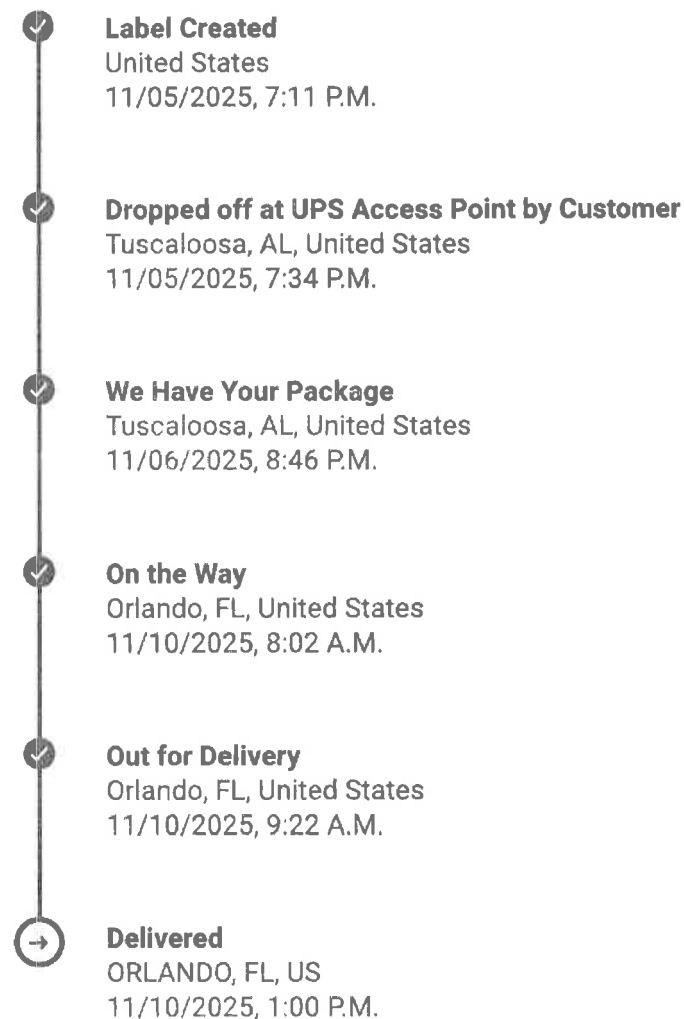 Label Created
United States
11/05/2025, 7:11 P.M.
Dropped off at UPS Access Point by Customer
Tuscaloosa, AL, United States
11/05/2025, 7:34 P.M.
We Have Your Package
Tuscaloosa, AL, United States
11/06/2025, 8:46 P.M.
On the Way
Orlando, FL, United States
11/10/2025, 8:02 A.M.
Out for Delivery
Orlando, FL, United States
11/10/2025, 9:22 A.M.
Delivered
ORLANDO, FL, US
11/10/2025, 1:00 P.M.